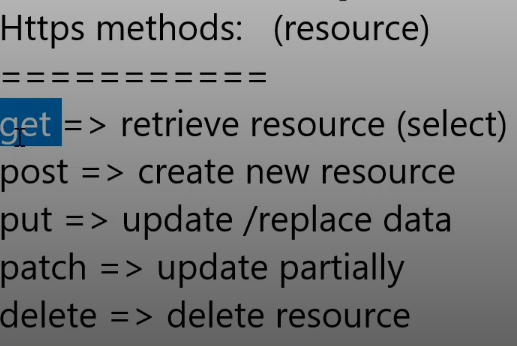 Https methods: (resource)
===========
get => retrieve resource (select)
post => create new resource
put => update /replace data
patch => update partially
delete => delete resource